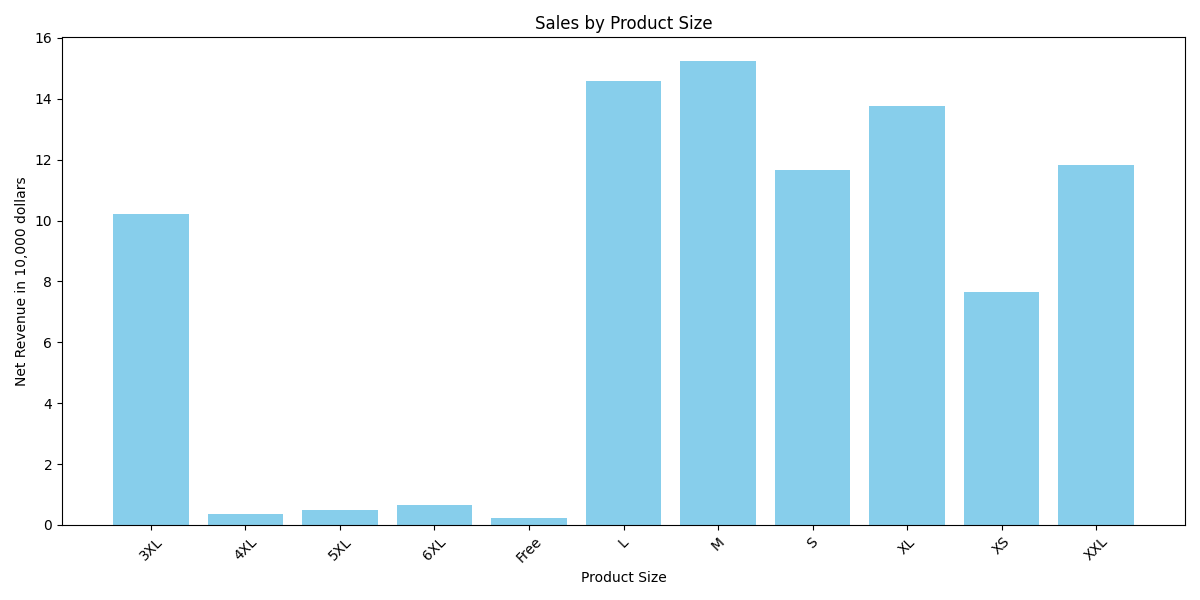 Sales by Product Size
Net Revenue in 10,000 dollars
16
14
12
10
8
6
4
2
0
3XL
4XL
5XL
6XL
Free
L
M
S
XL
XS
XXL
Product Size